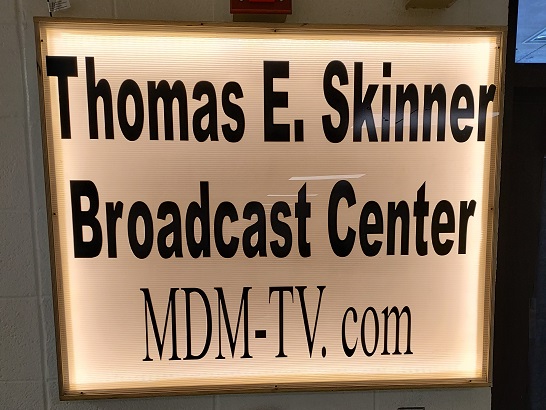 Thomas E. Skinner
Broadcast Center
MDM-TV. com